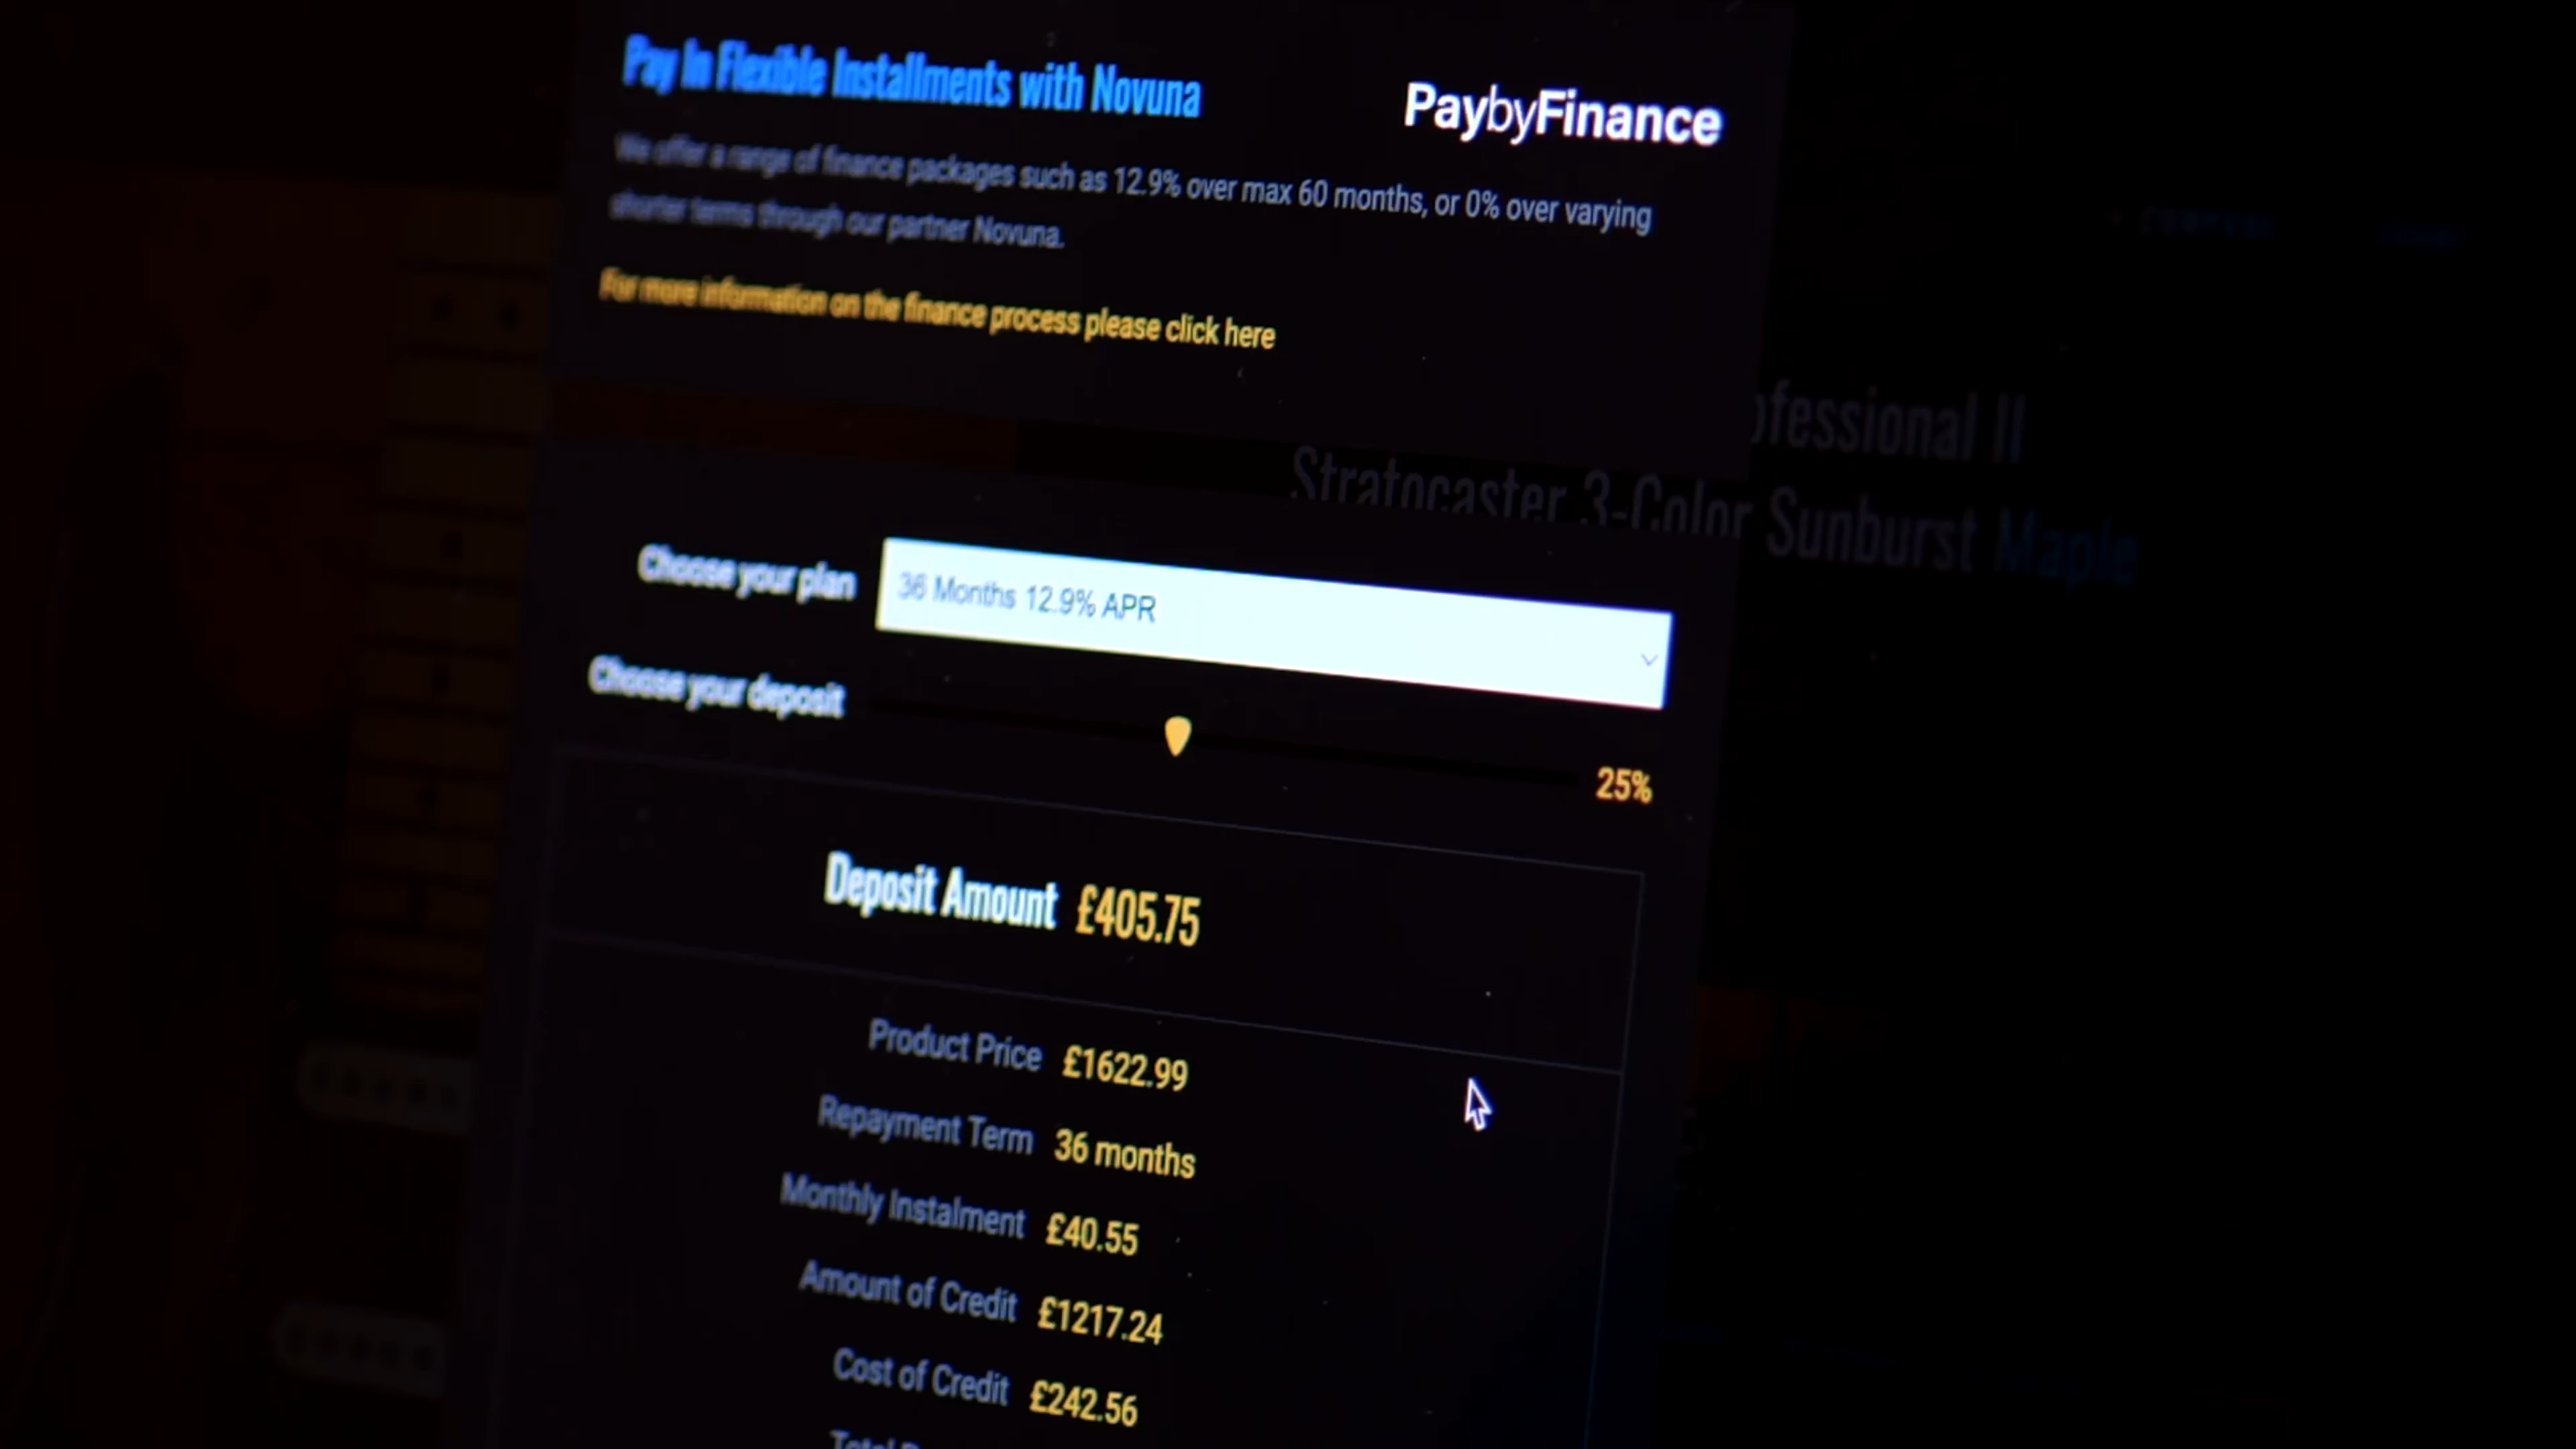 Pay In Flexible Installments with Novuna
PaybyFinance
We offer a range of finance packages such as 12.9% over max 60 months, or 0% over varying
shorter terms through our partner Novuna.
For more information on the finance process please click here
ofessional II
Stratocaster 3-Color Sunburst Maple
Choose your plan 36 Months 12.9% APR
Choose your deposit
25%
Deposit Amount £405.75
Product Price £1622.99
Repayment Term 36 months
Monthly Instalment £40.55
Amount of Credit £1217.24
Cost of Credit £242.56